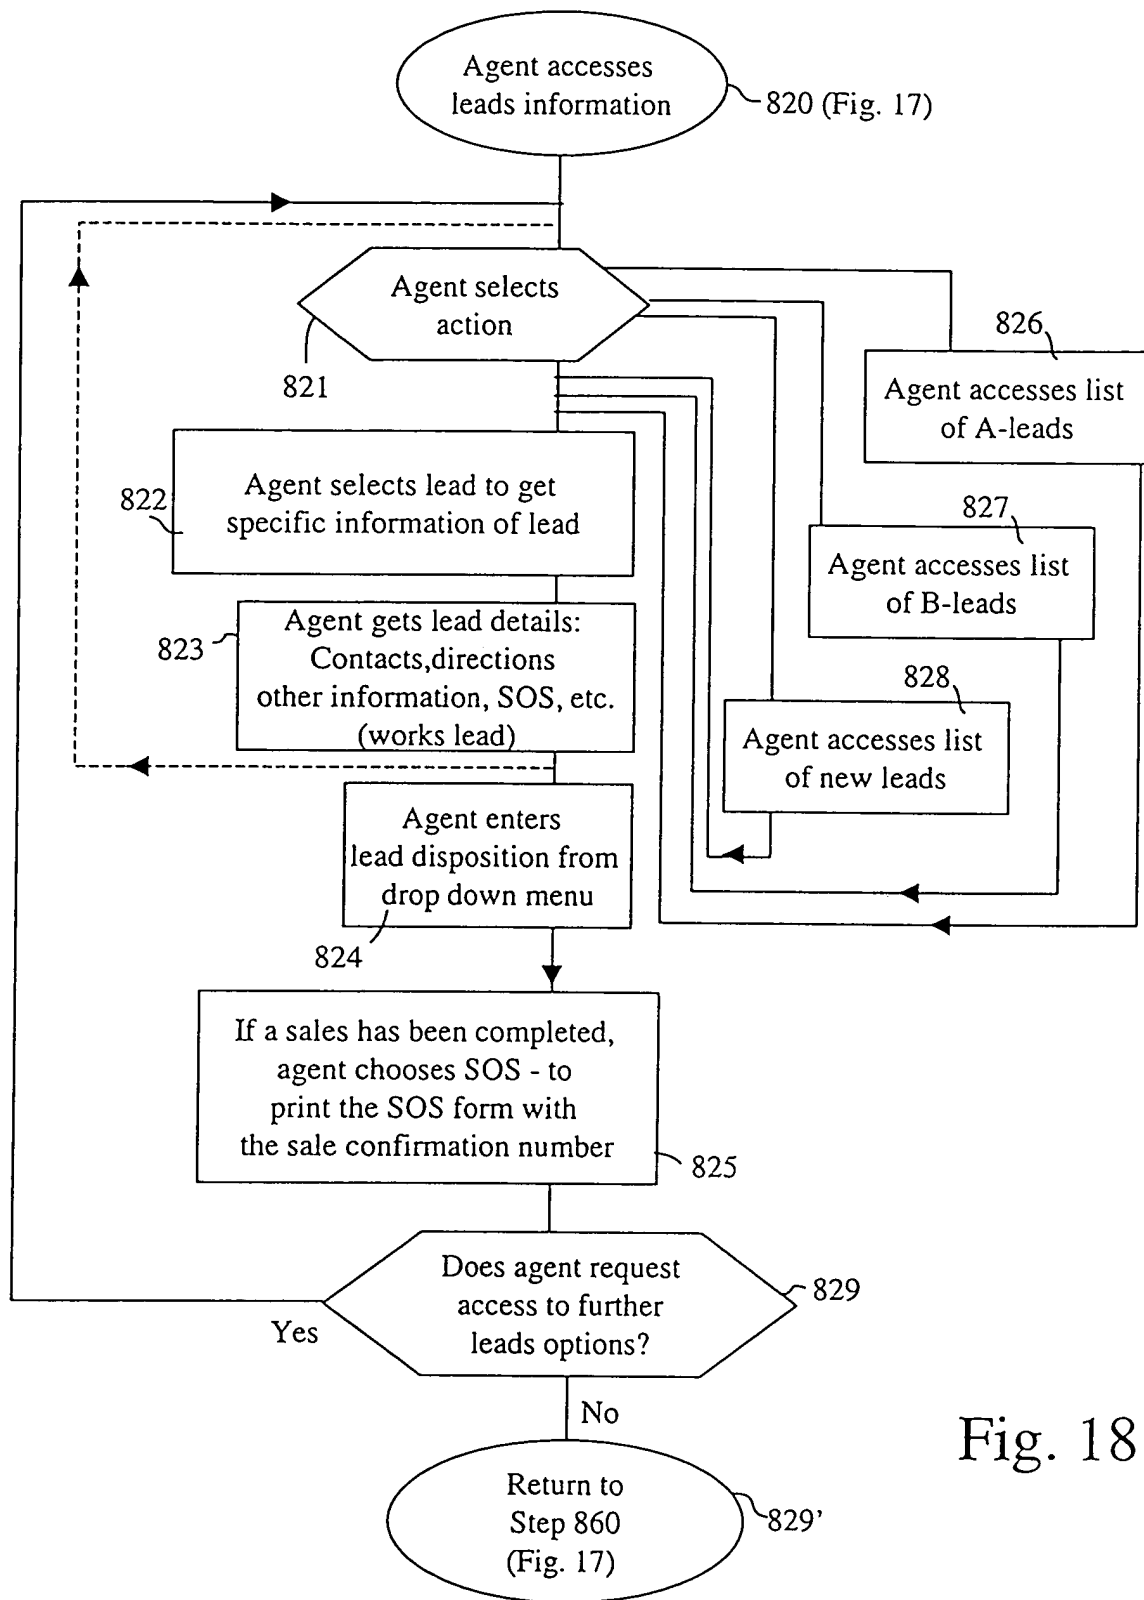 Agent accesses
leads information
820 (Fig. 17)
Agent selects
action
821
826
Agent accesses list
of A-leads
822
Agent selects lead to get
specific information of lead
827
Agent accesses list
of B-leads
823
Agent gets lead details:
Contacts,directions
other information, SOS, etc.
(works lead)
828
Agent accesses list
of new leads
Agent enters
lead disposition from
drop down menu
824
If a sales has been completed,
agent chooses SOS - to
print the SOS form with
the sale confirmation number
825
Does agent request
access to further
leads options?
829
Yes
No
Fig. 18
Return to
Step 860
(Fig. 17)
829’